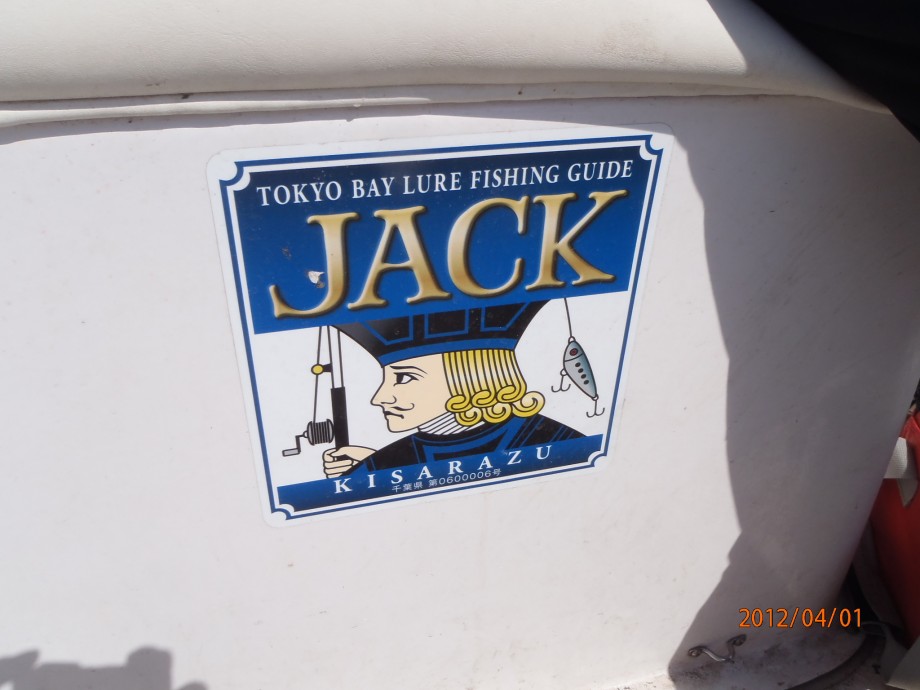 TOKYO BAY LURE FISHING GUIDE
JACK
KISARAZU
千葉県 第0600006号
2012/04/01